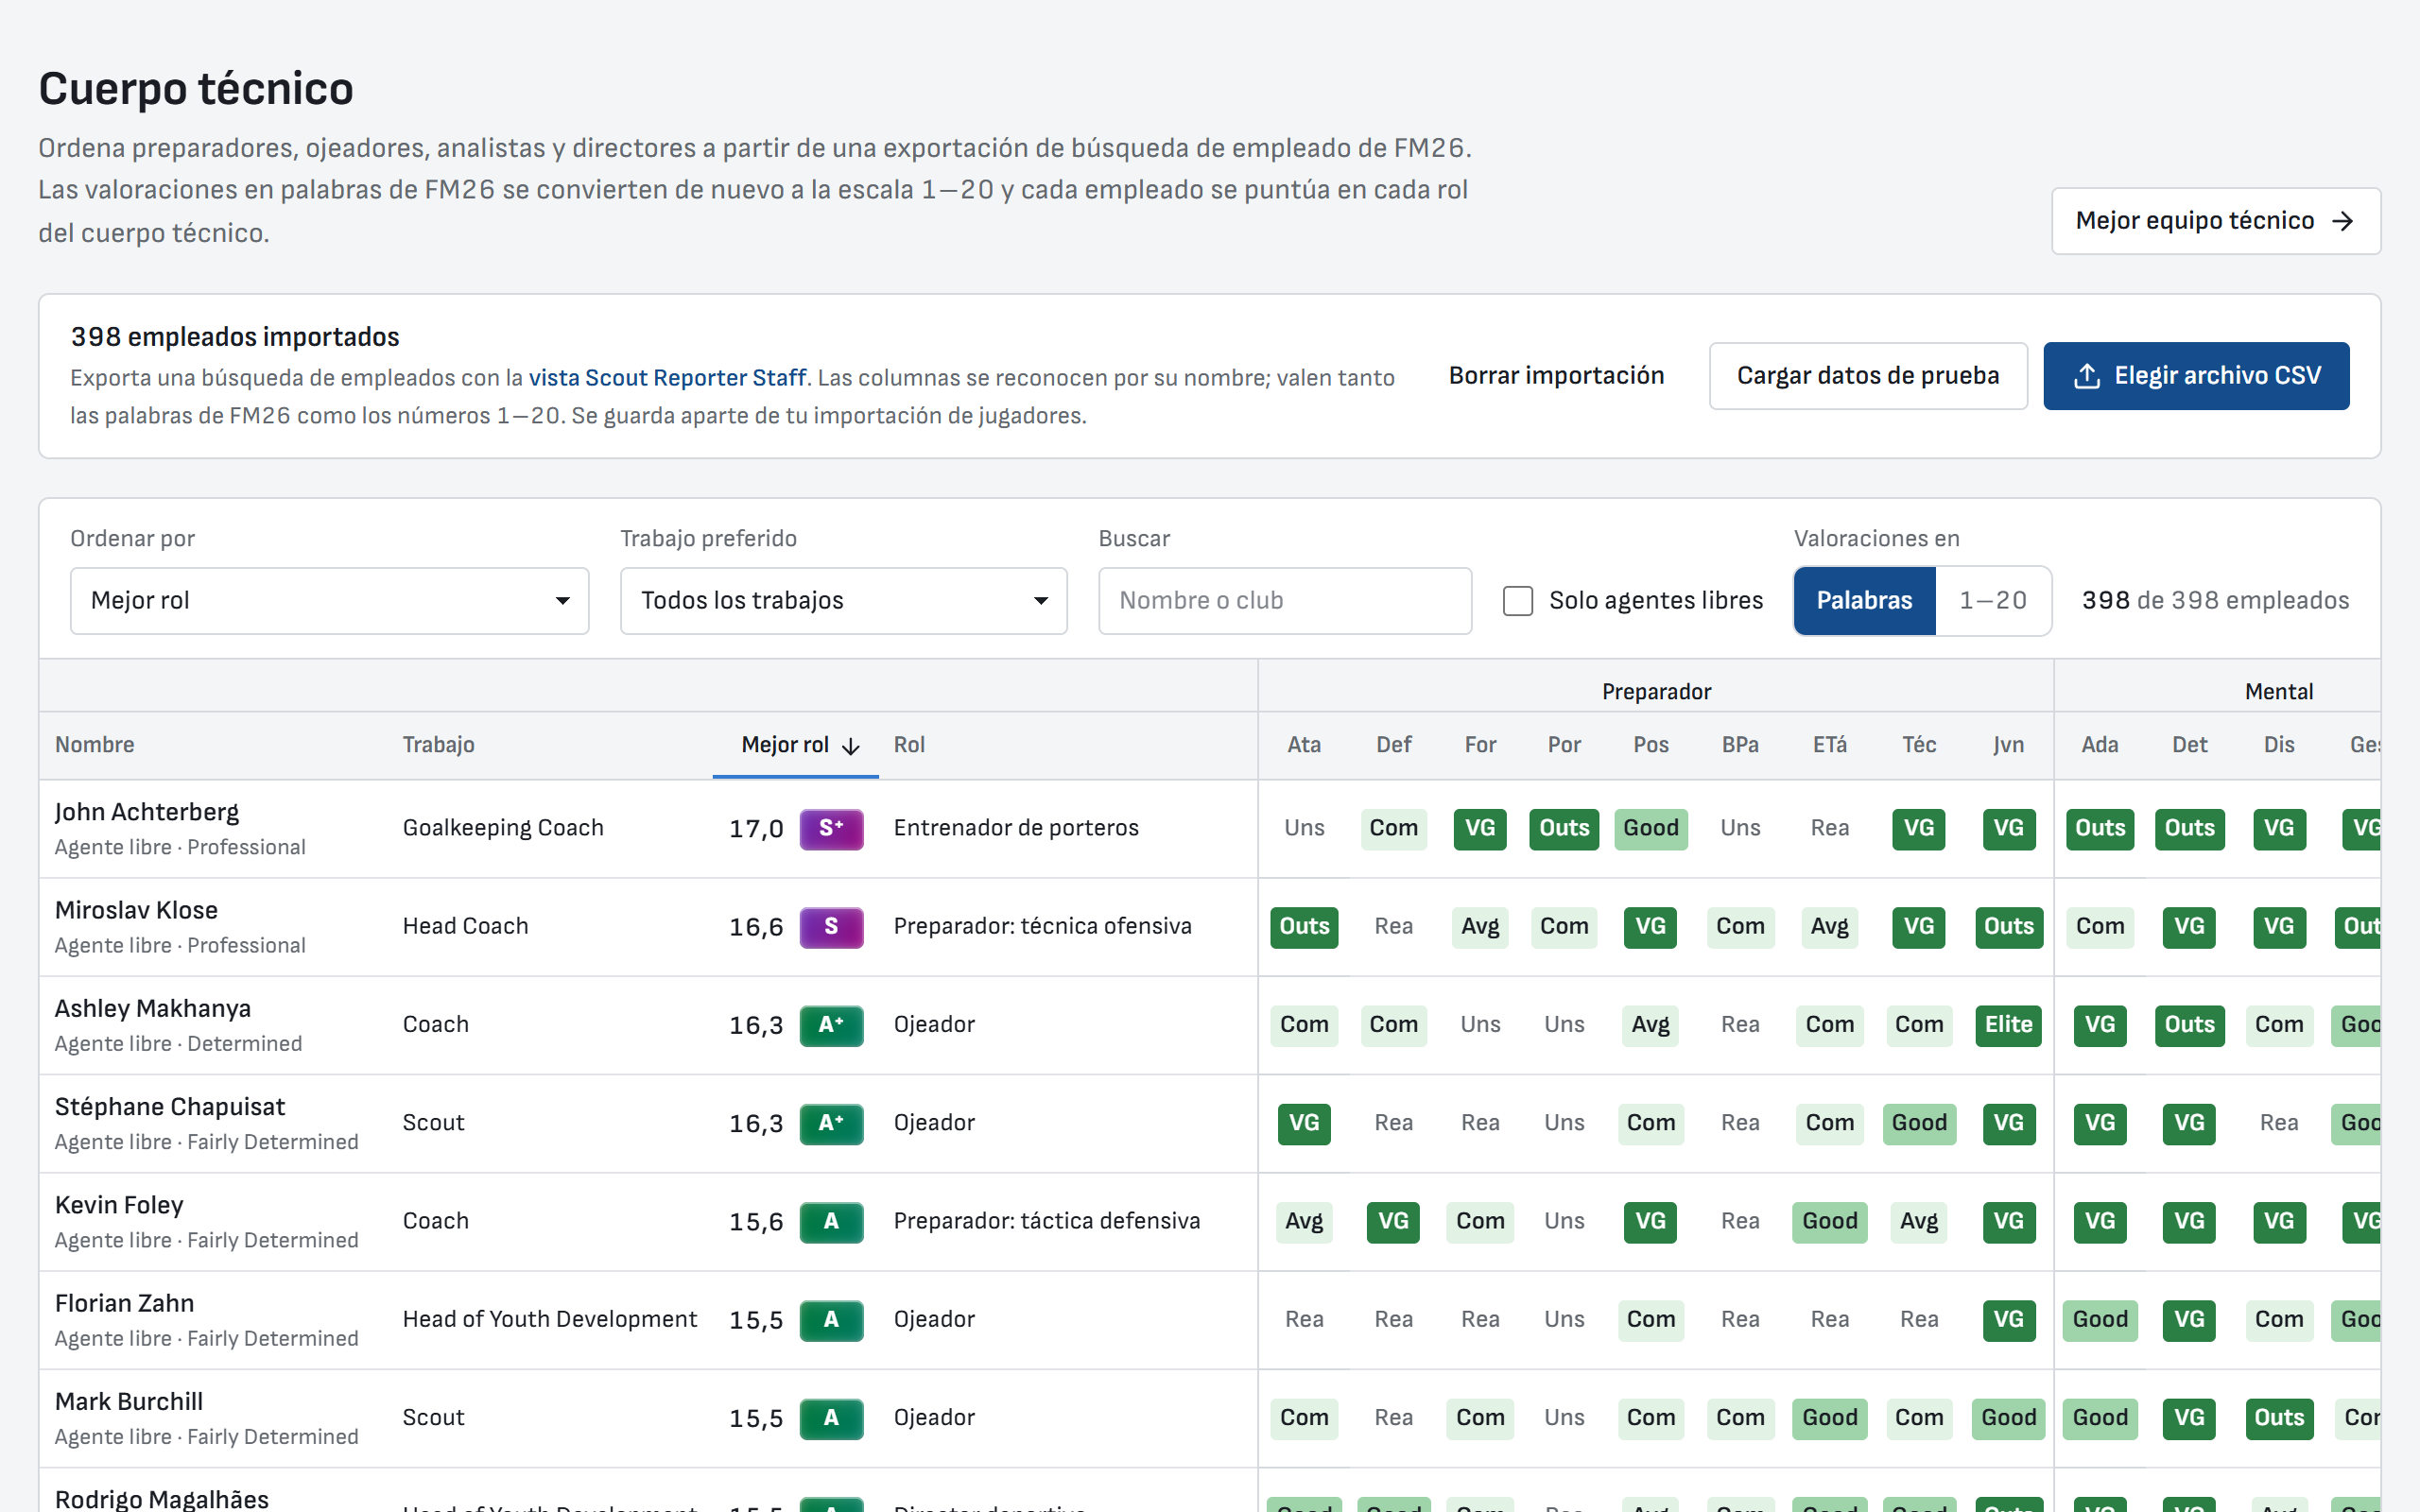 Cuerpo técnico
Ordena preparadores, ojeadores, analistas y directores a partir de una exportación de búsqueda de empleado de FM26.
Las valoraciones en palabras de FM26 se convierten de nuevo a la escala 1–20 y cada empleado se puntúa en cada rol
del cuerpo técnico.
Mejor equipo técnico →
398 empleados importados
Exporta una búsqueda de empleados con la vista Scout Reporter Staff. Las columnas se reconocen por su nombre; valen tanto
las palabras de FM26 como los números 1–20. Se guarda aparte de tu importación de jugadores.
Borrar importación
Cargar datos de prueba
Elegir archivo CSV
Ordenar por
Trabajo preferido
Buscar
Valoraciones en
Mejor rol
Todos los trabajos
Nombre o club
Solo agentes libres
Palabras
1–20
398 de 398 empleados
Preparador
Mental
Nombre Trabajo Mejor rol ↓ Rol Ata Def For Por Pos BPa ETá Téc Jvn Ada Det Dis Ges
John Achterberg
Agente libre · Professional
Goalkeeping Coach 17,0 S+ Entrenador de porteros Uns Com VG Outs Good Uns Rea VG VG Outs Outs VG VG
Miroslav Klose
Agente libre · Professional
Head Coach 16,6 S Preparador: técnica ofensiva Outs Rea Avg Com VG Com Avg VG Outs Com VG VG Out
Ashley Makhanya
Agente libre · Determined
Coach 16,3 A+ Ojeador Com Com Uns Uns Avg Rea Com Com Elite VG Outs Com Goo
Stéphane Chapuisat
Agente libre · Fairly Determined
Scout 16,3 A+ Ojeador VG Rea Rea Uns Com Rea Com Good VG VG VG Rea Goo
Kevin Foley
Agente libre · Fairly Determined
Coach 15,6 A Preparador: táctica defensiva Avg VG Com Uns VG Rea Good Avg VG VG VG VG VG
Florian Zahn
Agente libre · Fairly Determined
Head of Youth Development 15,5 A Ojeador Rea Rea Rea Uns Com Rea Rea Rea VG Good VG Com Goo
Mark Burchill
Agente libre · Fairly Determined
Scout 15,5 A Ojeador Com Rea Com Uns Com Com Good Com Good Good VG Outs Con
Rodrigo Magalhães